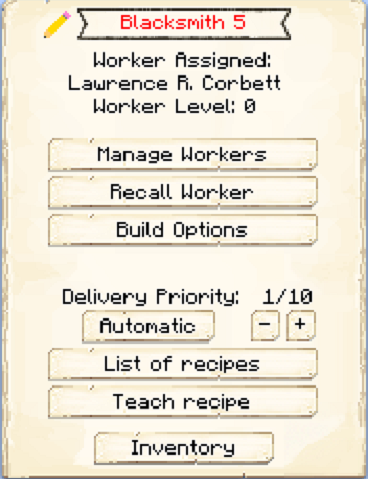 Blacksmith 5
Worker Assigned:
Lawrence R. Corbett
Worker Level: 0
Manage Workers
Recall Worker
Build Options
Delivery Priority: 1/10
Automatic - +
List of recipes
Teach recipe
Inventory